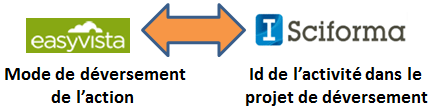 easyvista
Sciforma
Mode de déversement
de l'action
Id de l'activité dans le
projet de déversement